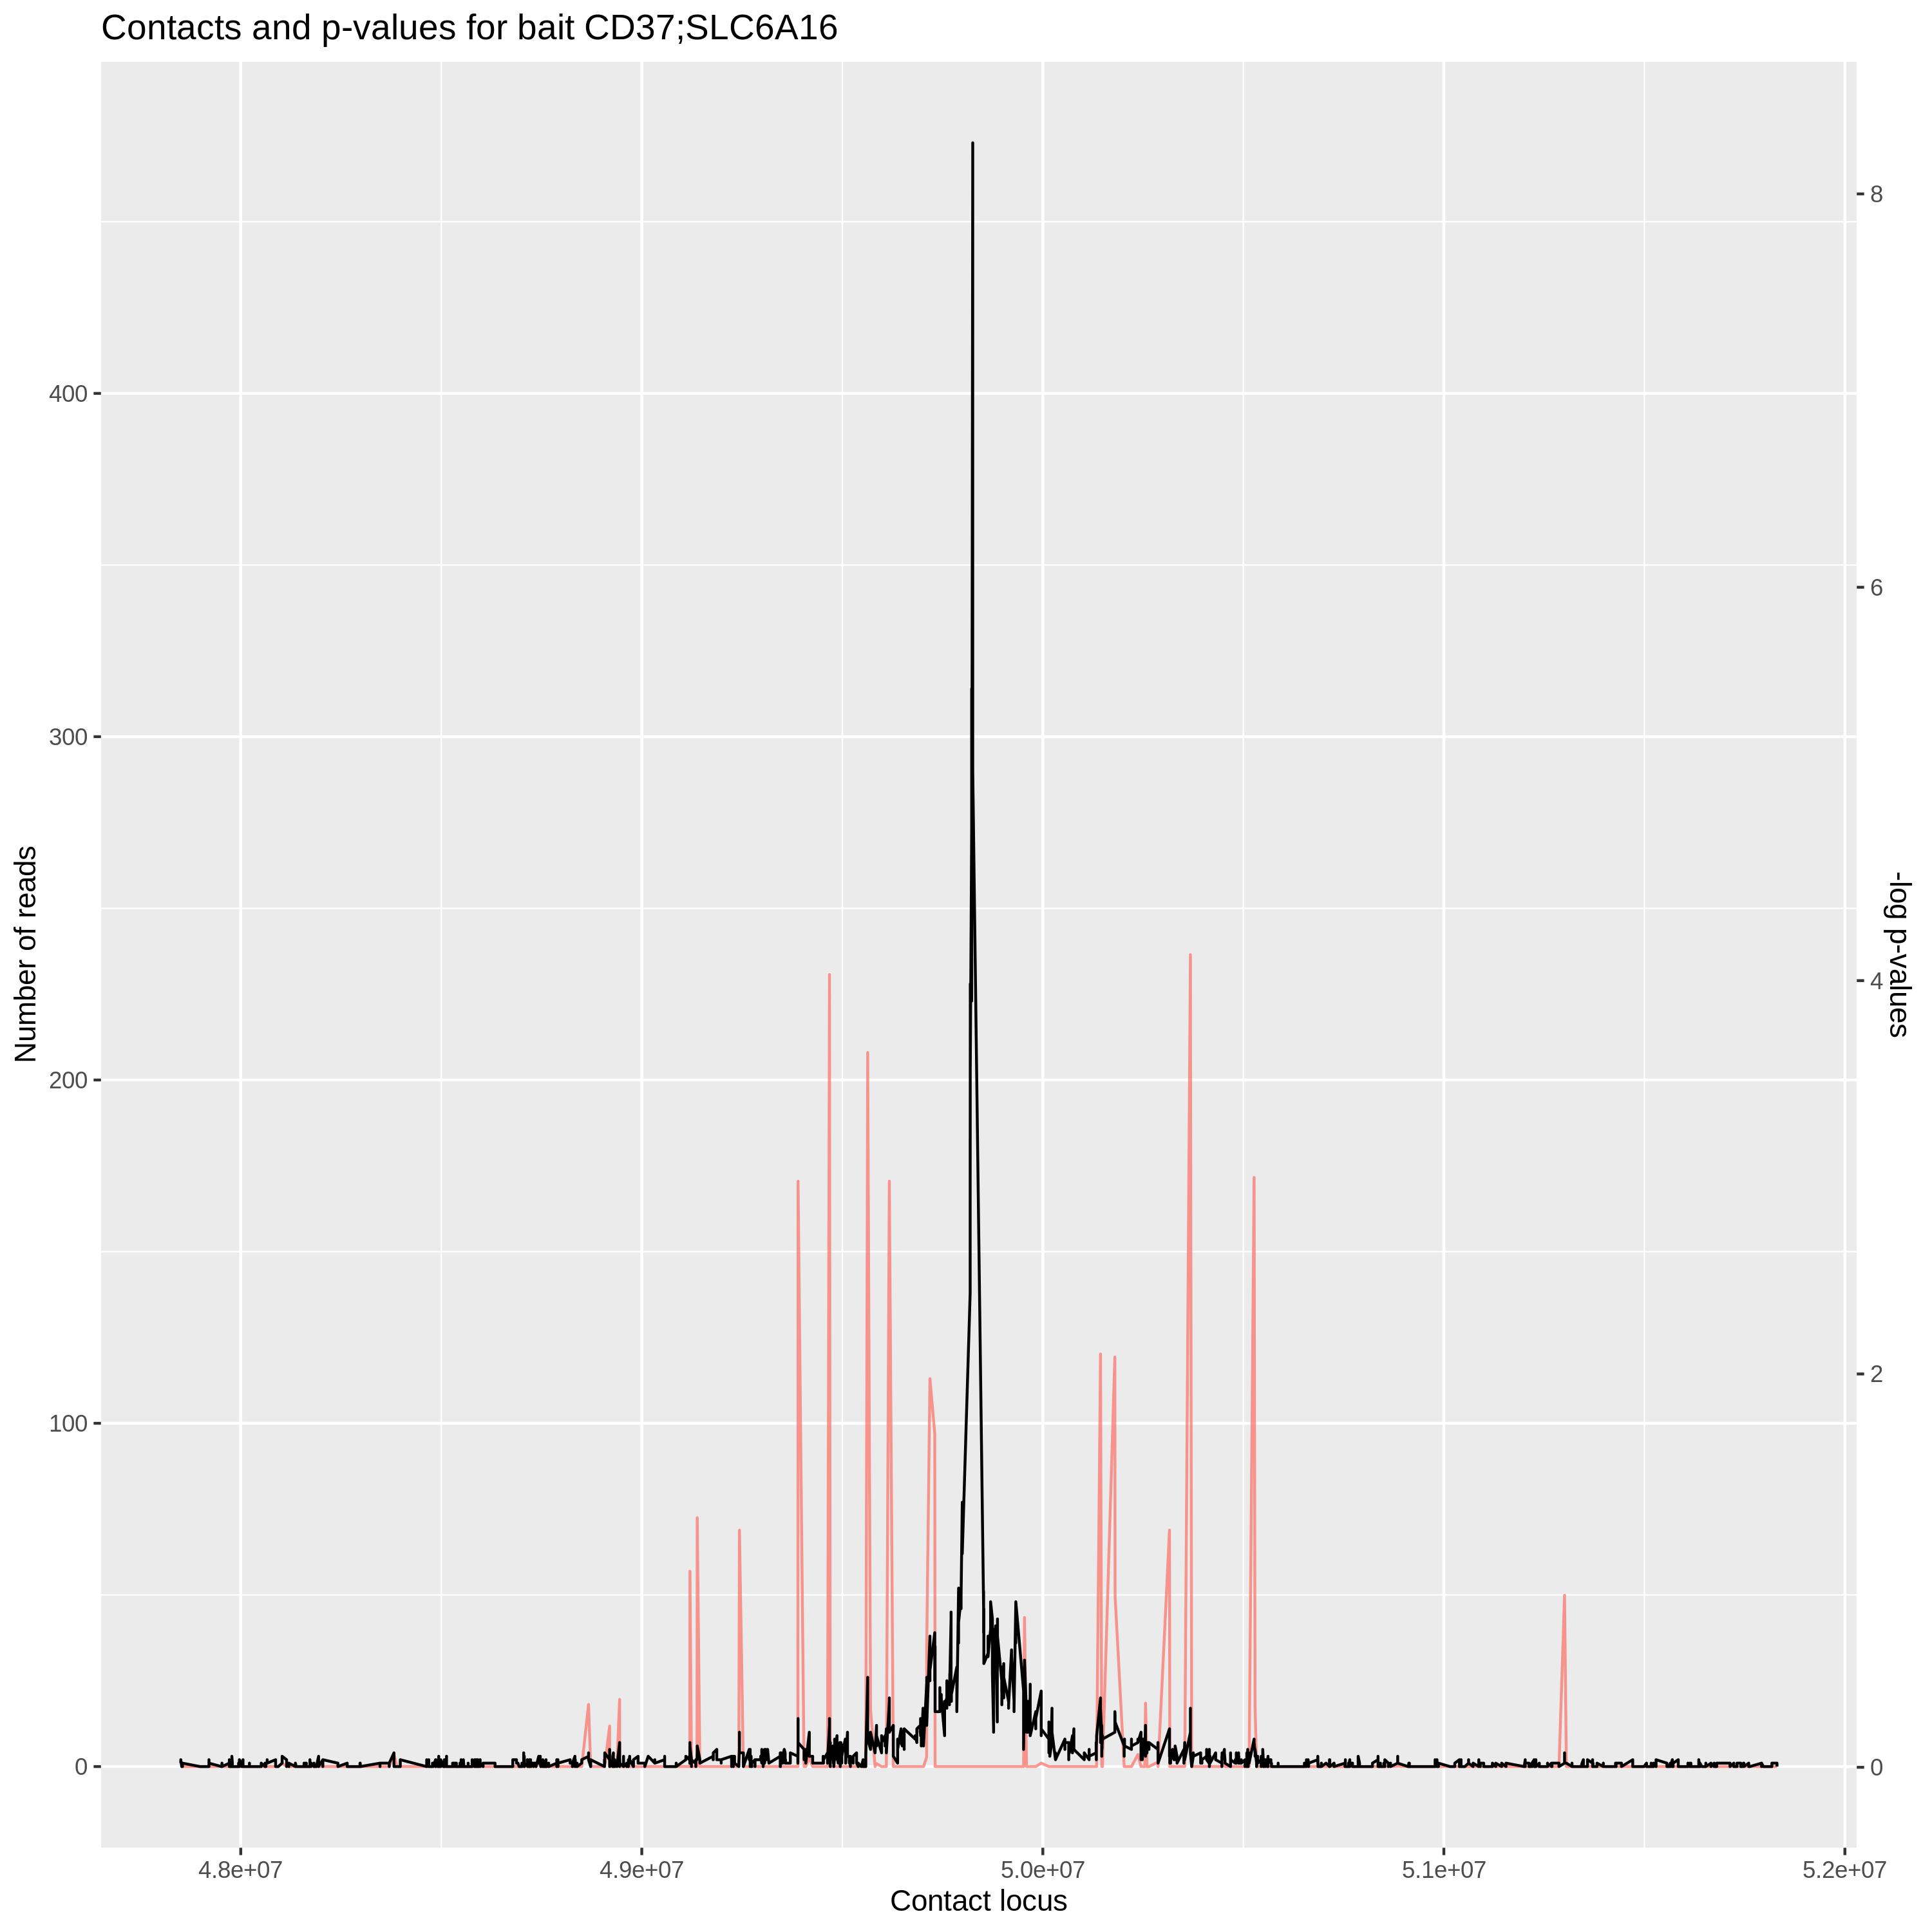 Contacts and p-values for bait CD37;SLC6A16
Number of reads
400
300
200
100
0
8
6
4
2
0
-log p-values
4.8e+07
4.9e+07
5.0e+07
5.1e+07
5.2e+07
Contact locus